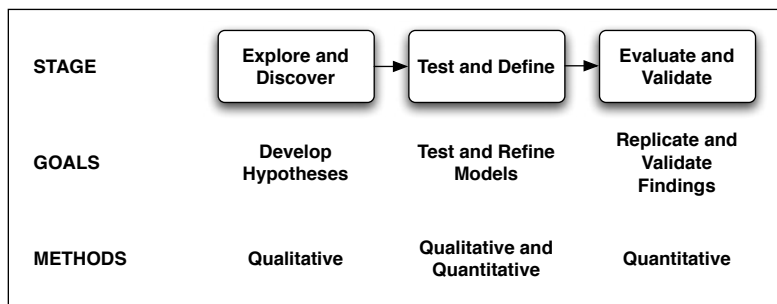 STAGE
Explore and
Discover
Test and Define
Evaluate and
Validate
GOALS
Develop
Hypotheses
Test and Refine
Models
Replicate and
Validate
Findings
METHODS
Qualitative
Qualitative and
Quantitative
Quantitative